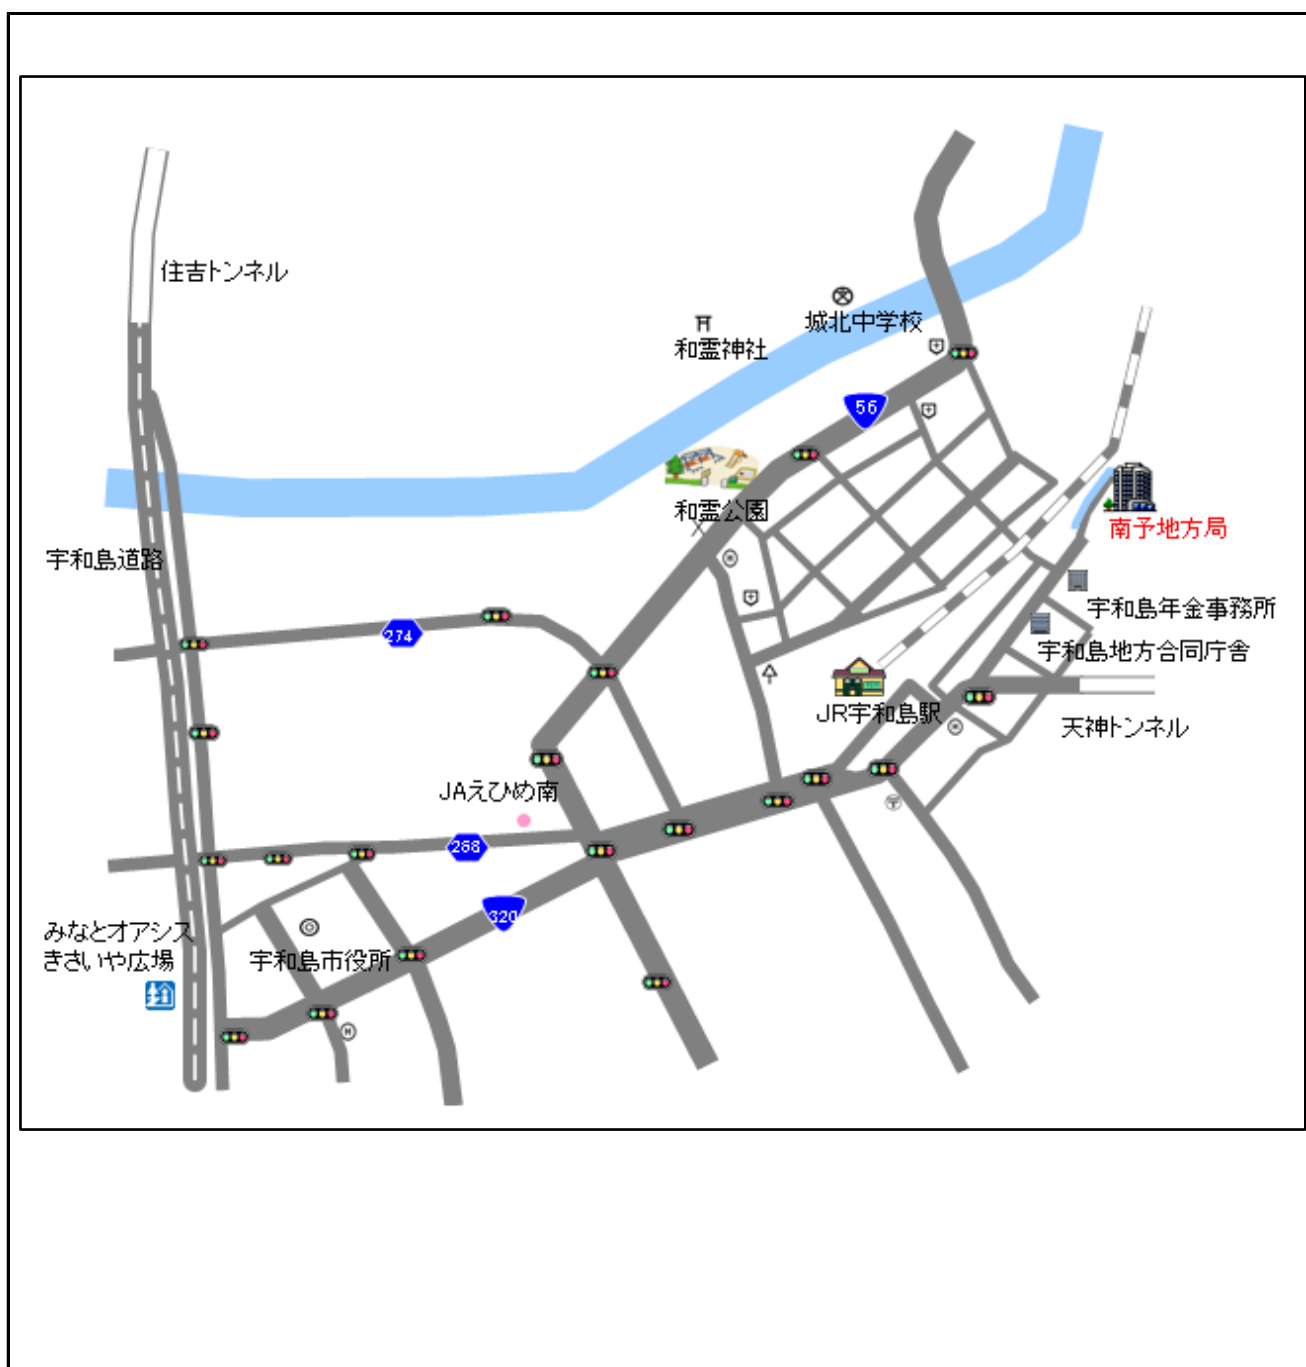 住吉トンネル
城北中学校
和霊神社
56
和霊公園
南予地方局
宇和島道路
宇和島年金事務所
274
宇和島地方合同庁舎
JR宇和島駅
天神トンネル
JAえひめ南
268
320
みなとオアシス
きさいや広場
宇和島市役所
H